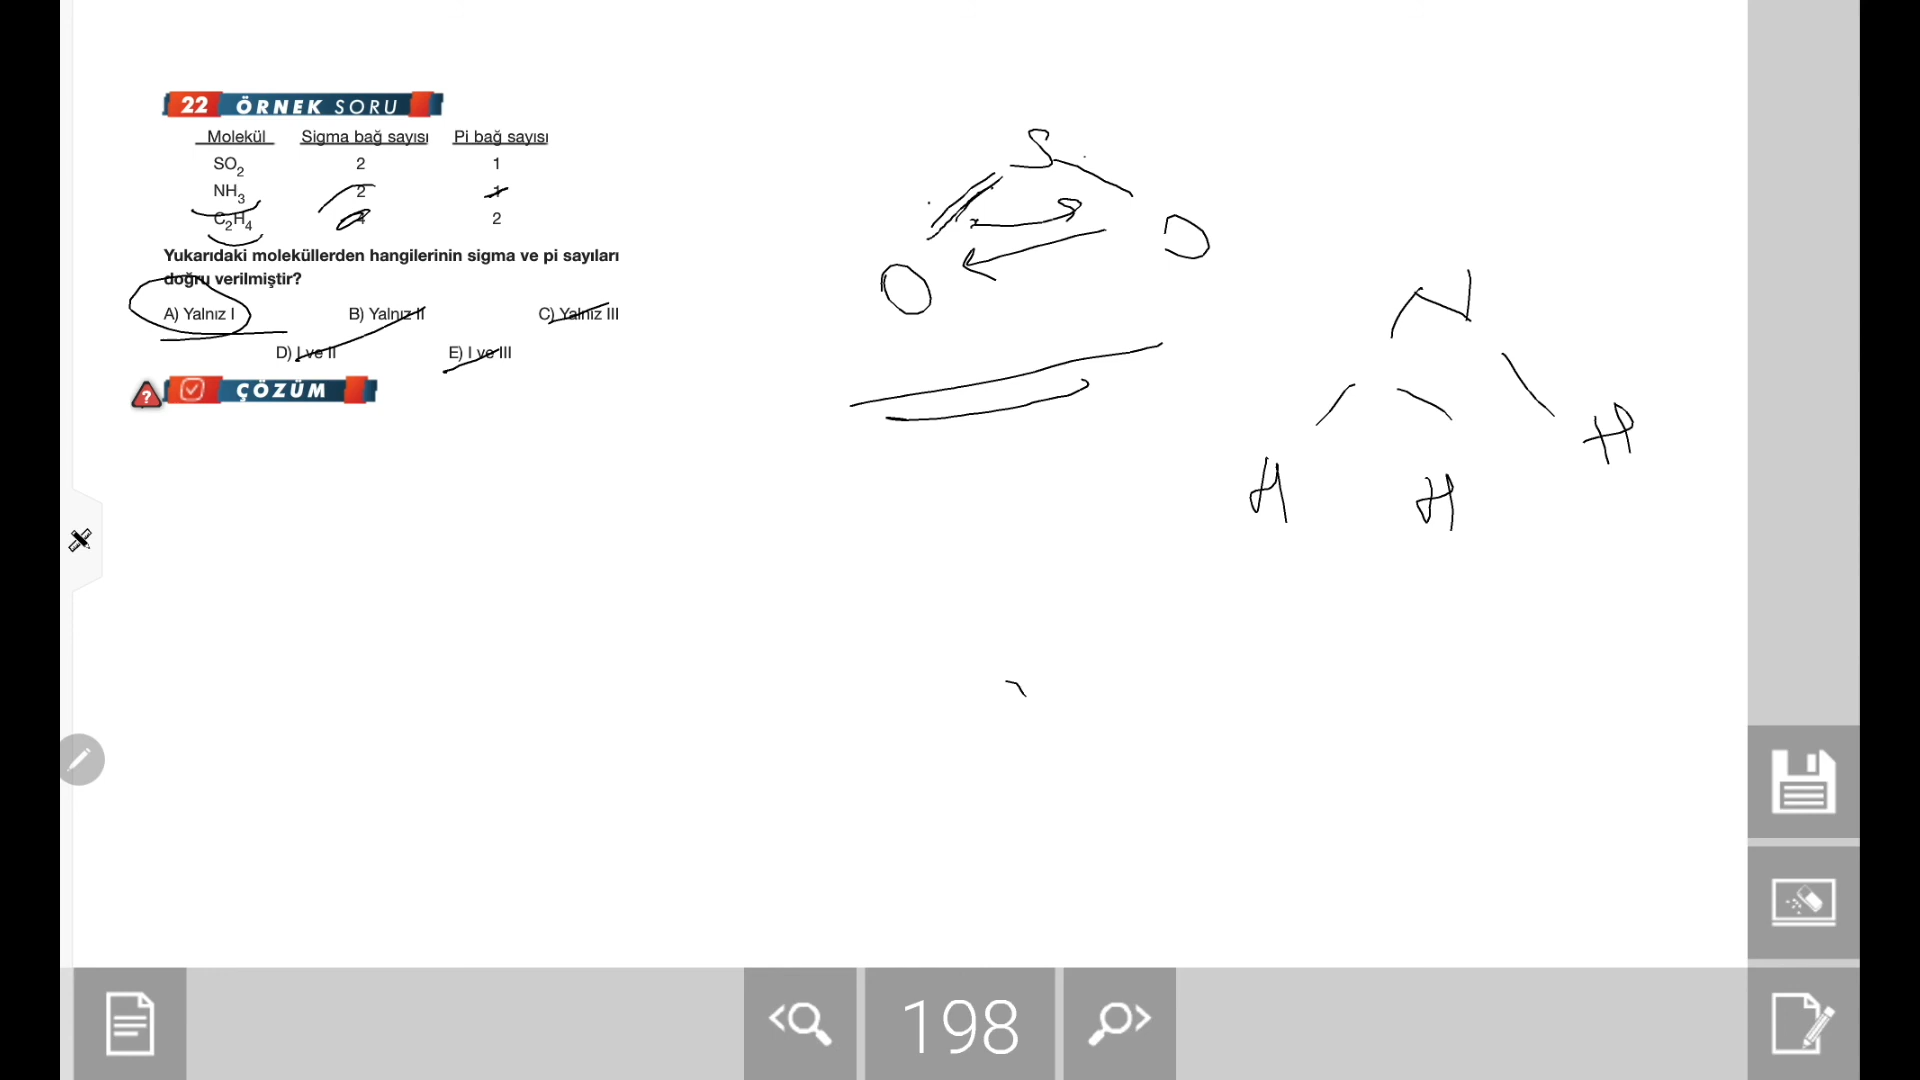 22 ÖRNEK SORU
Molekül Sigma bağ sayısı Pi bağ sayısı
SO2 2 1
NH3 2 1
C2H4 4 2
Yukarıdaki moleküllerden hangilerinin sigma ve pi sayıları
doğru verilmiştir?
A) Yalnız I B) Yalnız II C) Yalnız III
D) I ve II E) I ve III
? ÇÖZÜM
S
O O
N
H H H
198